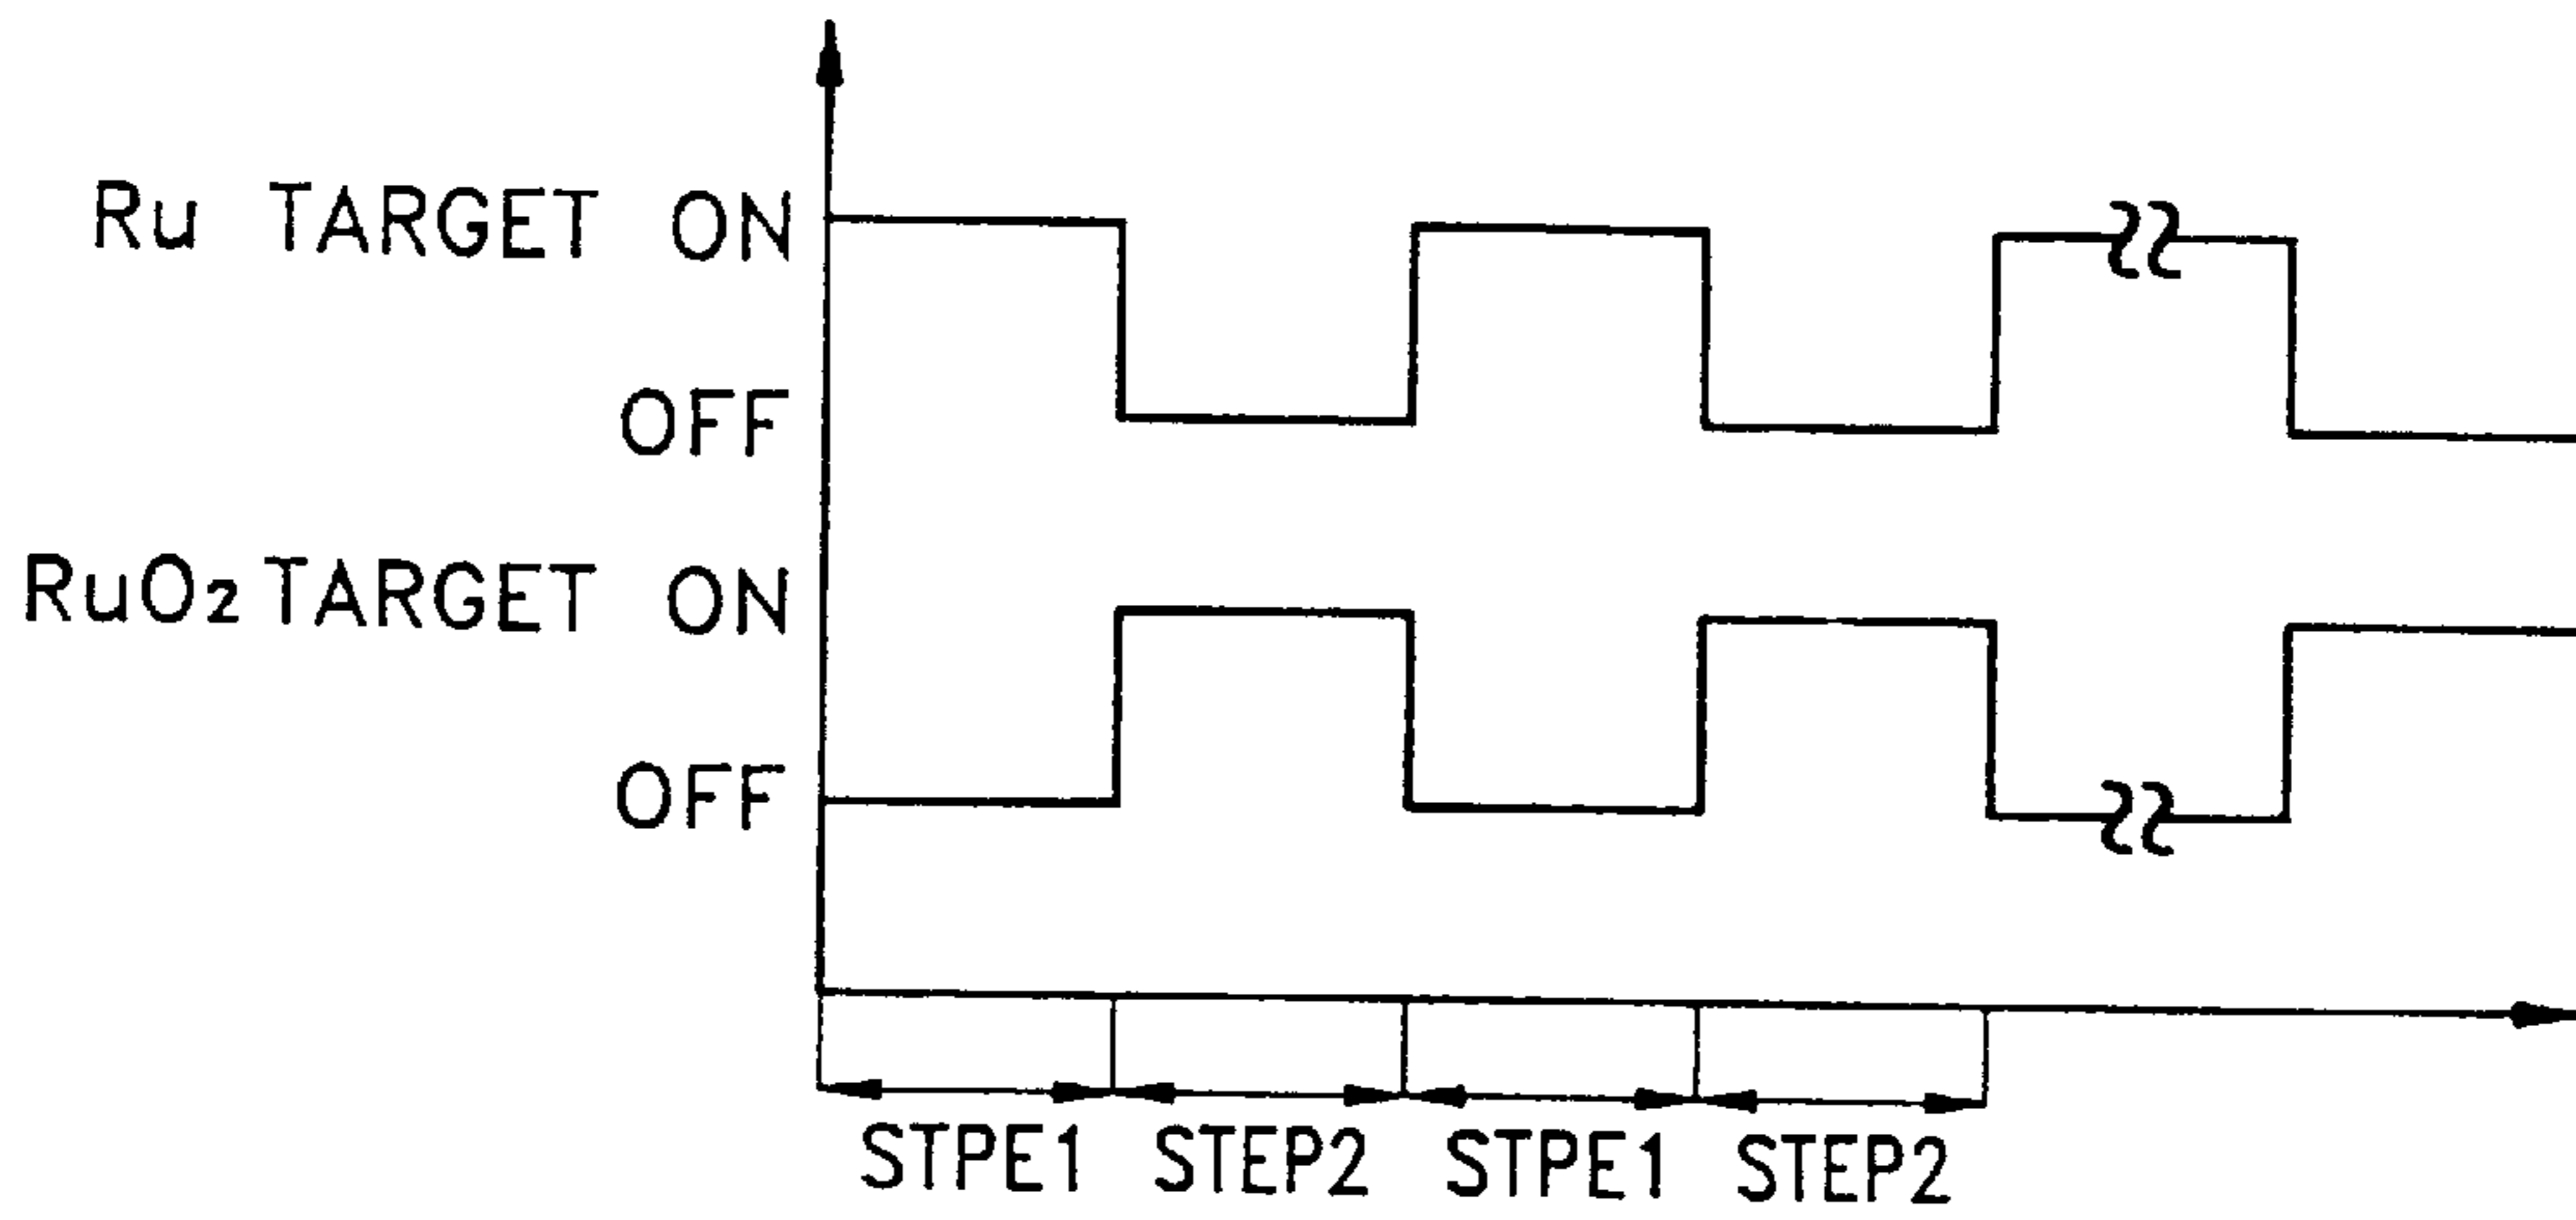 Ru TARGET ON
OFF
RuO₂ TARGET ON
OFF
STPE1 STEP2 STPE1 STEP2